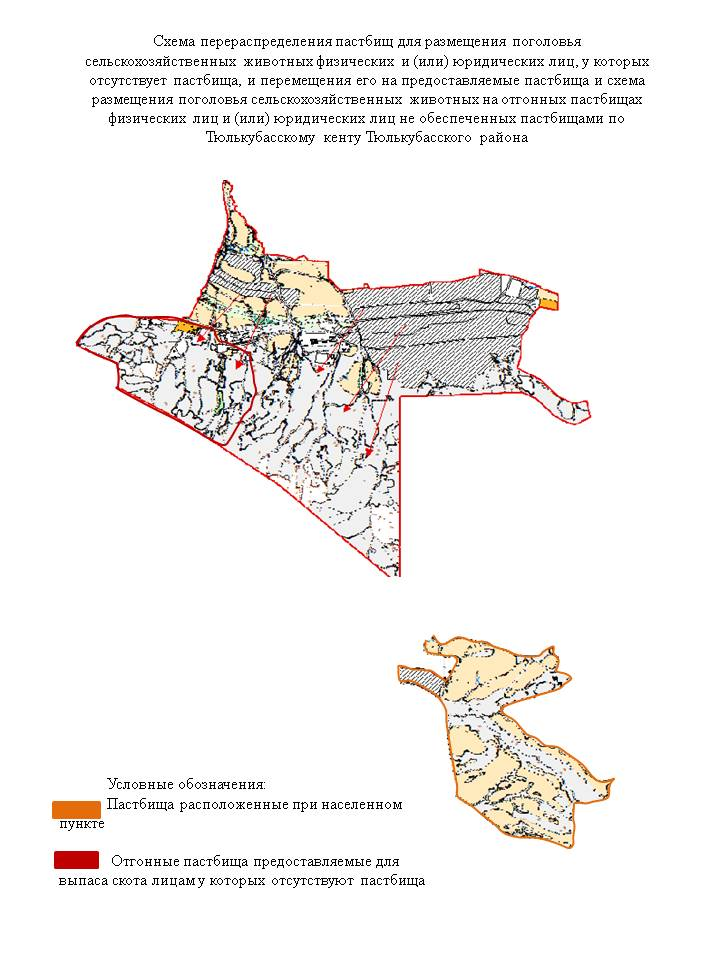 Схема перераспределения пастбищ для размещения поголовья
сельскохозяйственных животных физических и (или) юридических лиц, у которых
отсутствует пастбища, и перемещения его на предоставляемые пастбища и схема
размещения поголовья сельскохозяйственных животных на отгонных пастбищах
физических лиц и (или) юридических лиц не обеспеченных пастбищами по
Тюлькубасскому кенту Тюлькубасского района
Условные обозначения:
Пастбища расположенные при населенном
пункте
Отгонные пастбища предоставляемые для
выпаса скота лицам у которых отсутствуют пастбища